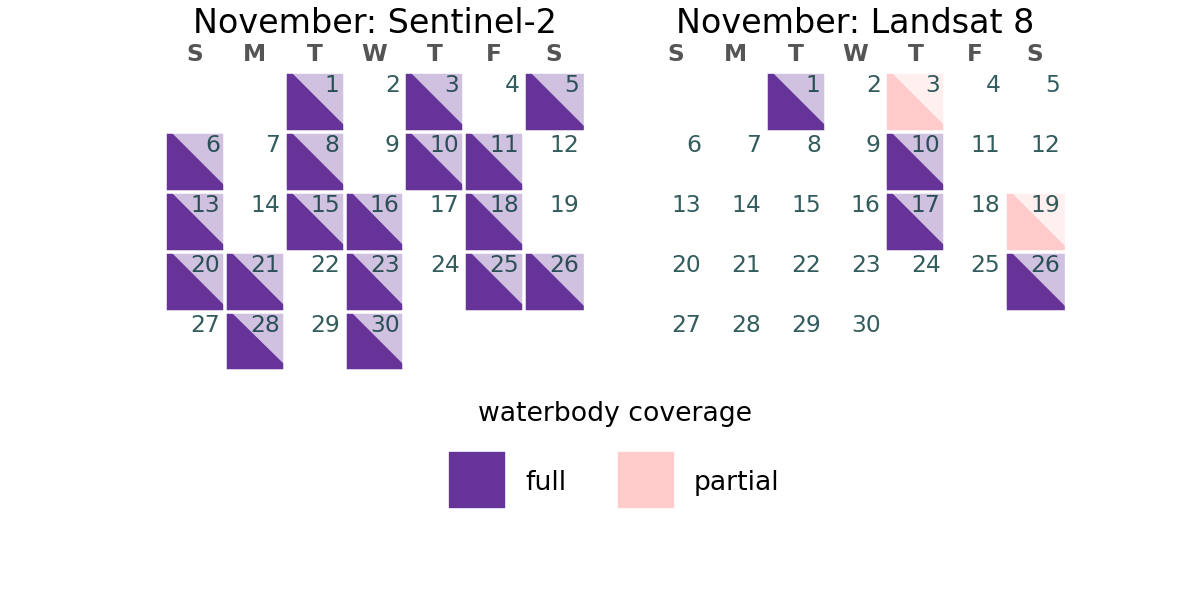 November: Sentinel-2
S M T W T F S
1 2 3 4 5
6 7 8 9 10 11 12
13 14 15 16 17 18 19
20 21 22 23 24 25 26
27 28 29 30
November: Landsat 8
S M T W T F S
1 2 3 4 5
6 7 8 9 10 11 12
13 14 15 16 17 18 19
20 21 22 23 24 25 26
27 28 29 30
waterbody coverage
full partial